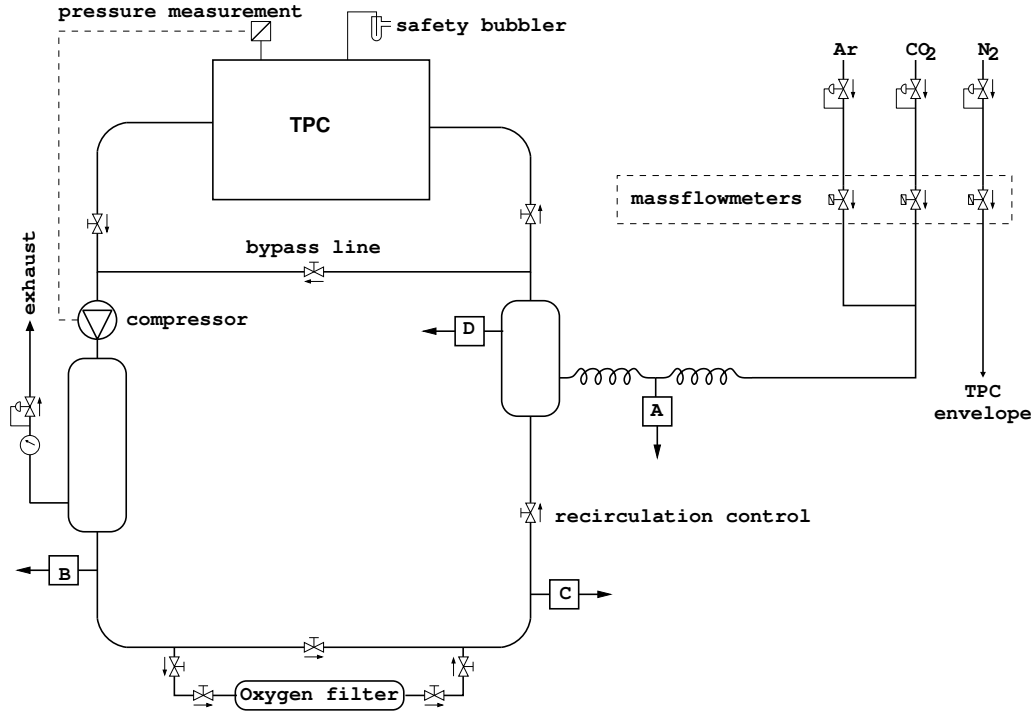 pressure measurement
safety bubbler
Ar
CO2
N2
TPC
massflowmeters
bypass line
exhaust
compressor
D
A
TPC
envelope
recirculation control
B
C
Oxygen filter